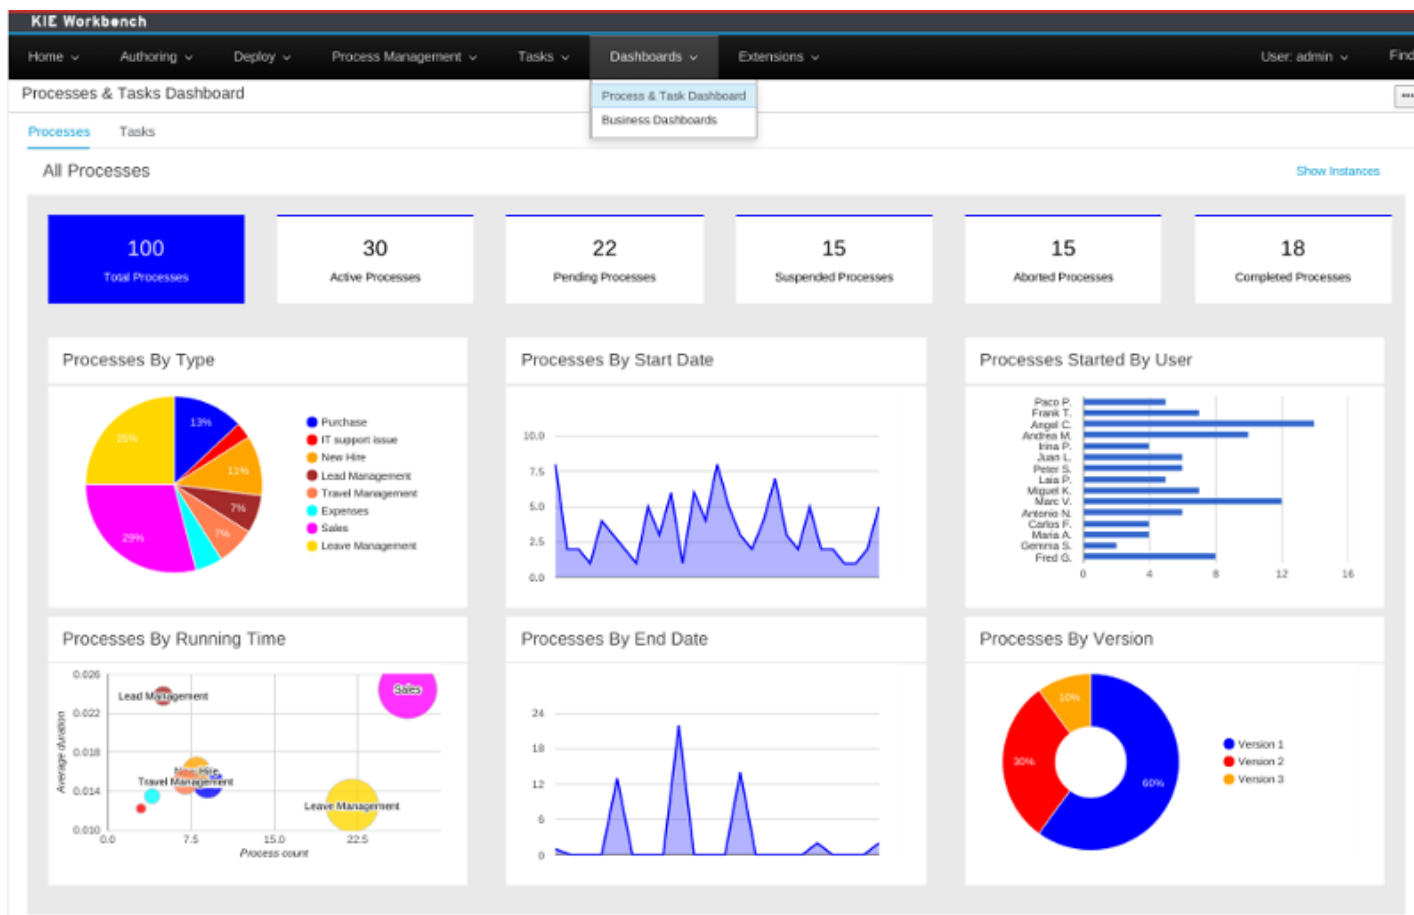 KIE Workbench
Home Authoring Deploy Process Management Tasks Dashboards Extensions User: admin Find
Processes & Tasks Dashboard
Process & Task Dashboard
Business Dashboards
Processes Tasks
All Processes Show Instances
100 30 22 15 15 18
Total Processes Active Processes Pending Processes Suspended Processes Aborted Processes Completed Processes
Processes By Type
13%
11%
7%
7%
29%
25%
Purchase
IT support issue
New Hire
Lead Management
Travel Management
Expenses
Sales
Leave Management
Processes By Start Date
10.0
7.5
5.0
2.5
0.0
Processes Started By User
Paco P.
Frank T.
Angel C.
Andrea M.
Irina P.
Juan L.
Peter S.
Laia P.
Miguel K.
Marc V.
Antonio N.
Carlos F.
Maria A.
Gemma S.
Fred G.
0 4 8 12 16
Processes By Running Time
Average duration
0.026
0.022
0.018
0.014
0.010
Lead Management
Sales
New Hire
Travel Management
Leave Management
0.0 7.5 15.0 22.5
Process count
Processes By End Date
24
18
12
6
0
Processes By Version
10%
30%
60%
Version 1
Version 2
Version 3